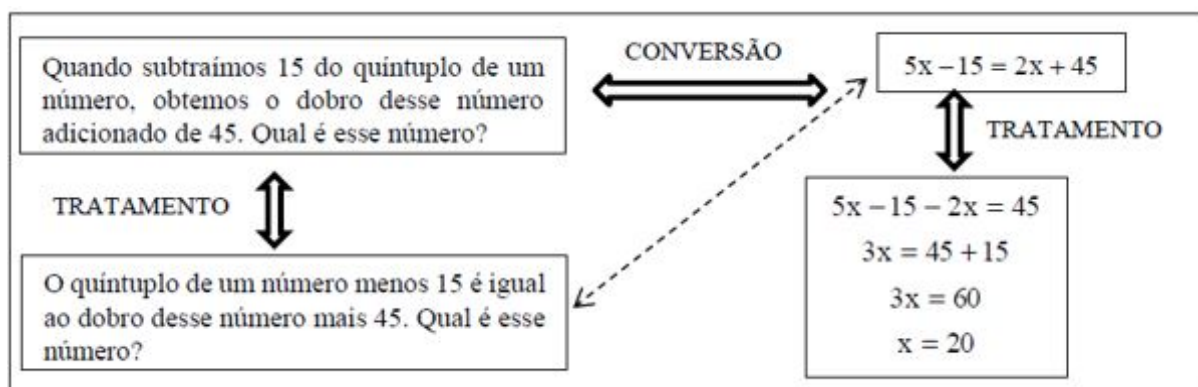 Quando subtraímos 15 do quíntuplo de um
número, obtemos o dobro desse número
adicionado de 45. Qual é esse número?
CONVERSÃO
5x − 15 = 2x + 45
TRATAMENTO
TRATAMENTO
O quíntuplo de um número menos 15 é igual
ao dobro desse número mais 45. Qual é esse
número?
5x − 15 − 2x = 45
3x = 45 + 15
3x = 60
x = 20